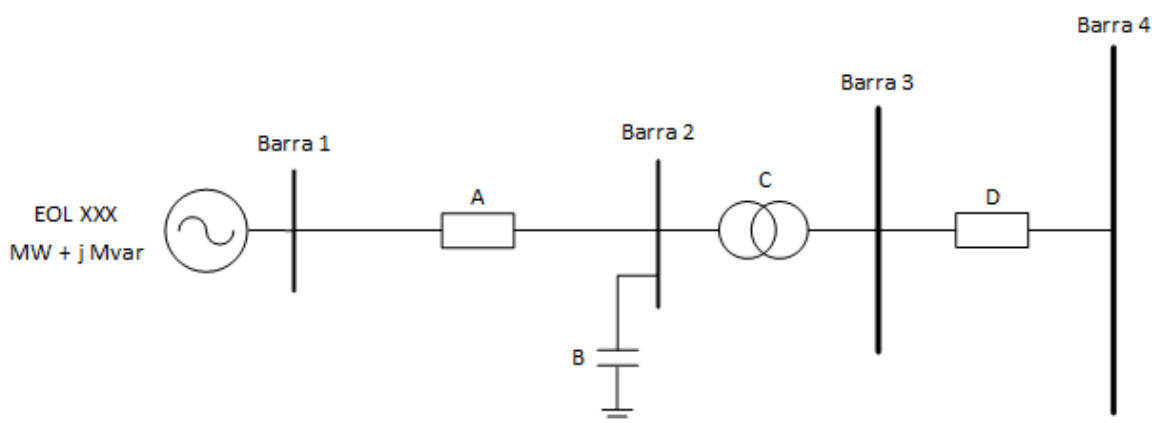 Barra 4
Barra 3
Barra 2
Barra 1
C
A
D
EOL XXX
MW + j Mvar
B